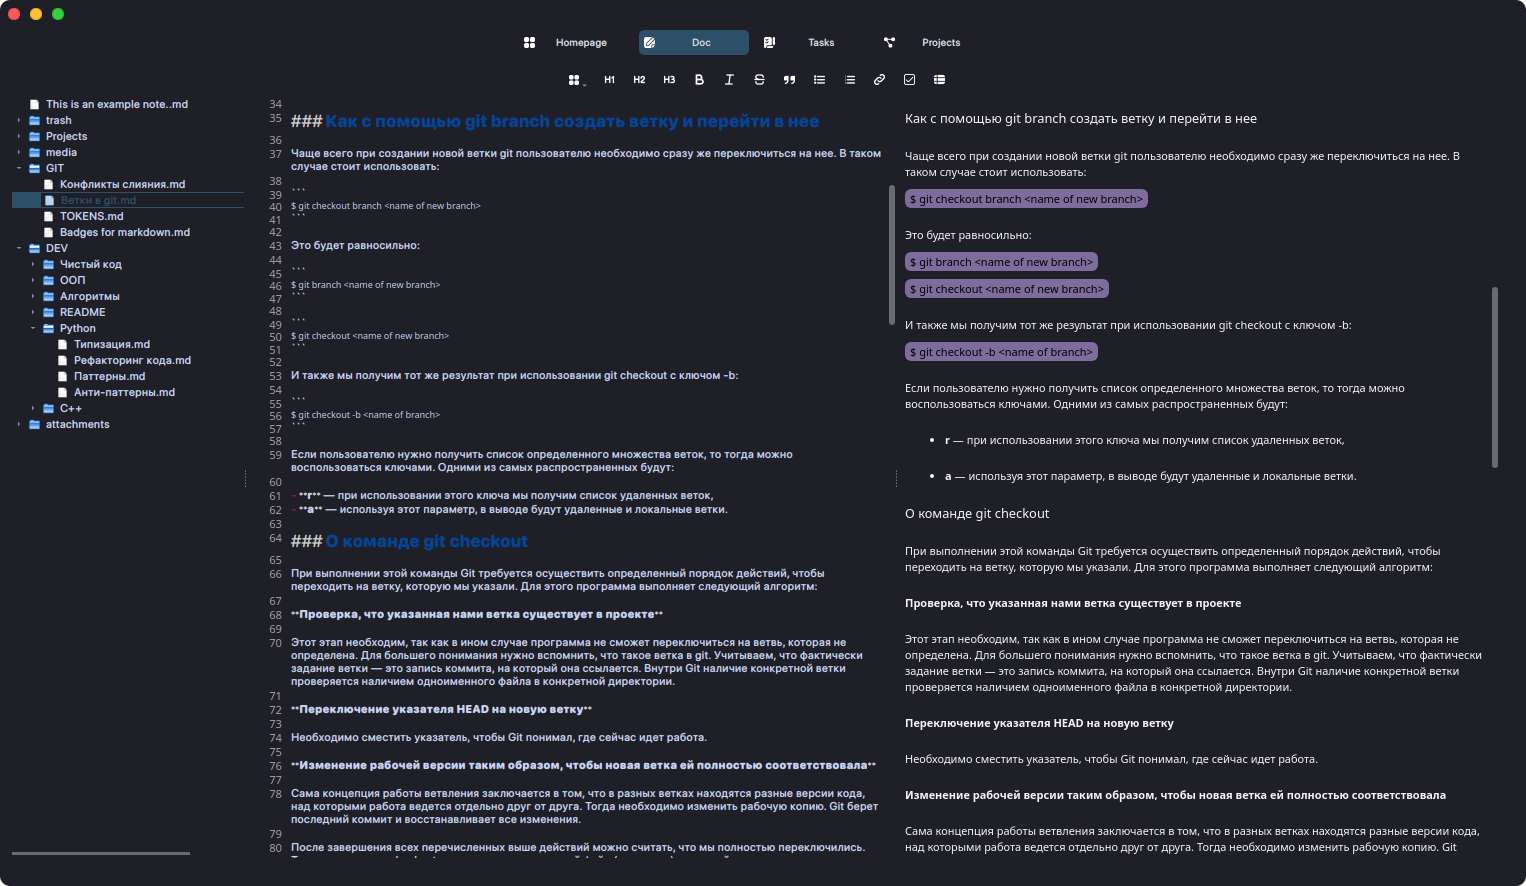 Homepage
Doc
Tasks
Projects
H1 H2 H3 B I S
This is an example note..md
trash
Projects
media
GIT
Конфликты слияния.md
Ветки в git.md
TOKENS.md
Badges for markdown.md
DEV
Чистый код
ООП
Алгоритмы
README
Python
Типизация.md
Рефакторинг кода.md
Паттерны.md
Анти-паттерны.md
C++
attachments
34
35 ### Как с помощью git branch создать ветку и перейти в нее
36
37 Чаще всего при создании новой ветки git пользователю необходимо сразу же переключиться на нее. В таком
случае стоит использовать:
38
39 ```
40 $ git checkout branch <name of new branch>
41 ```
42
43 Это будет равносильно:
44
45 ```
46 $ git branch <name of new branch>
47 ```
48
49 ```
50 $ git checkout <name of new branch>
51 ```
52
53 И также мы получим тот же результат при использовании git checkout с ключом -b:
54
55 ```
56 $ git checkout -b <name of branch>
57 ```
58
59 Если пользователю нужно получить список определенного множества веток, то тогда можно
воспользоваться ключами. Одними из самых распространенных будут:
60
61 - **r** — при использовании этого ключа мы получим список удаленных веток,
62 - **a** — используя этот параметр, в выводе будут удаленные и локальные ветки.
63
64 ### О команде git checkout
65
66 При выполнении этой команды Git требуется осуществить определенный порядок действий, чтобы
переходить на ветку, которую мы указали. Для этого программа выполняет следующий алгоритм:
67
68 **Проверка, что указанная нами ветка существует в проекте**
69
70 Этот этап необходим, так как в ином случае программа не сможет переключиться на ветвь, которая не
определена. Для большего понимания нужно вспомнить, что такое ветка в git. Учитываем, что фактически
задание ветки — это запись коммита, на который она ссылается. Внутри Git наличие конкретной ветки
проверяется наличием одноименного файла в конкретной директории.
71
72 **Переключение указателя HEAD на новую ветку**
73
74 Необходимо сместить указатель, чтобы Git понимал, где сейчас идет работа.
75
76 **Изменение рабочей версии таким образом, чтобы новая ветка ей полностью соответствовала**
77
78 Сама концепция работы ветвления заключается в том, что в разных ветках находятся разные версии кода,
над которыми работа ведется отдельно друг от друга. Тогда необходимо изменить рабочую копию. Git берет
последний коммит и восстанавливает все изменения.
79
80 После завершения всех перечисленных выше действий можно считать, что мы полностью переключились.
Как с помощью git branch создать ветку и перейти в нее
Чаще всего при создании новой ветки git пользователю необходимо сразу же переключиться на нее. В
таком случае стоит использовать:
$ git checkout branch <name of new branch>
Это будет равносильно:
$ git branch <name of new branch>
$ git checkout <name of new branch>
И также мы получим тот же результат при использовании git checkout с ключом -b:
$ git checkout -b <name of branch>
Если пользователю нужно получить список определенного множества веток, то тогда можно
воспользоваться ключами. Одними из самых распространенных будут:
• r — при использовании этого ключа мы получим список удаленных веток,
• a — используя этот параметр, в выводе будут удаленные и локальные ветки.
О команде git checkout
При выполнении этой команды Git требуется осуществить определенный порядок действий, чтобы
переходить на ветку, которую мы указали. Для этого программа выполняет следующий алгоритм:
Проверка, что указанная нами ветка существует в проекте
Этот этап необходим, так как в ином случае программа не сможет переключиться на ветвь, которая не
определена. Для большего понимания нужно вспомнить, что такое ветка в git. Учитываем, что фактически
задание ветки — это запись коммита, на который она ссылается. Внутри Git наличие конкретной ветки
проверяется наличием одноименного файла в конкретной директории.
Переключение указателя HEAD на новую ветку
Необходимо сместить указатель, чтобы Git понимал, где сейчас идет работа.
Изменение рабочей версии таким образом, чтобы новая ветка ей полностью соответствовала
Сама концепция работы ветвления заключается в том, что в разных ветках находятся разные версии кода,
над которыми работа ведется отдельно друг от друга. Тогда необходимо изменить рабочую копию. Git